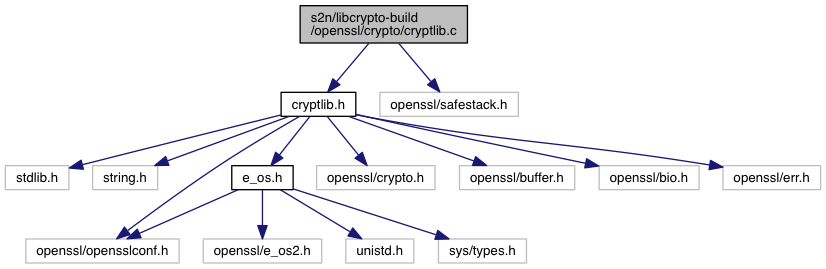 s2n/libcrypto-build
/openssl/crypto/cryptlib.c
cryptlib.h
openssl/safestack.h
stdlib.h
string.h
e_os.h
openssl/crypto.h
openssl/buffer.h
openssl/bio.h
openssl/err.h
openssl/opensslconf.h
openssl/e_os2.h
unistd.h
sys/types.h